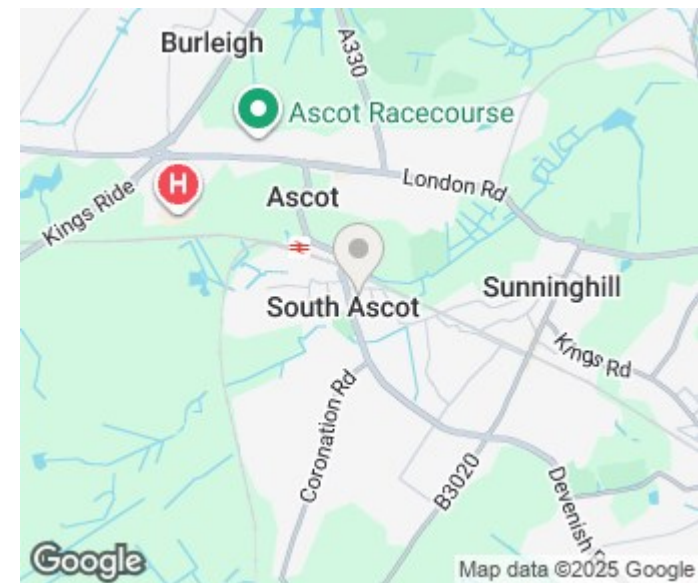 Burleigh
A330
Ascot Racecourse
H
London Rd
Kings Ride
Ascot
Sunninghill
South Ascot
Kings Rd
Coronation Rd
B3020
Google
Map data ©2025 Google